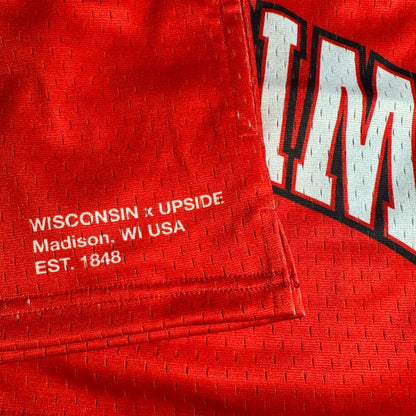 WISCONSIN x UPSIDE
Madison, WI USA
EST. 1848